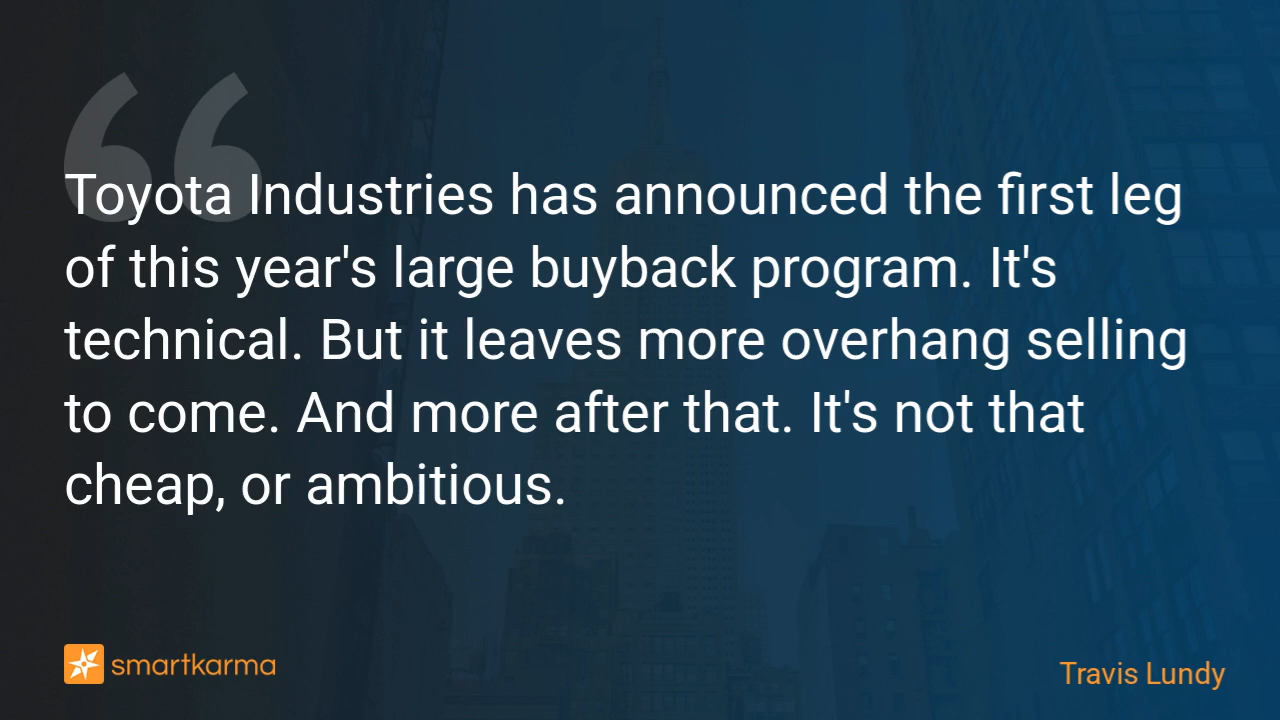 Toyota Industries has announced the first leg
of this year's large buyback program. It's
technical. But it leaves more overhang selling
to come. And more after that. It's not that
cheap, or ambitious.
smartkarma
Travis Lundy